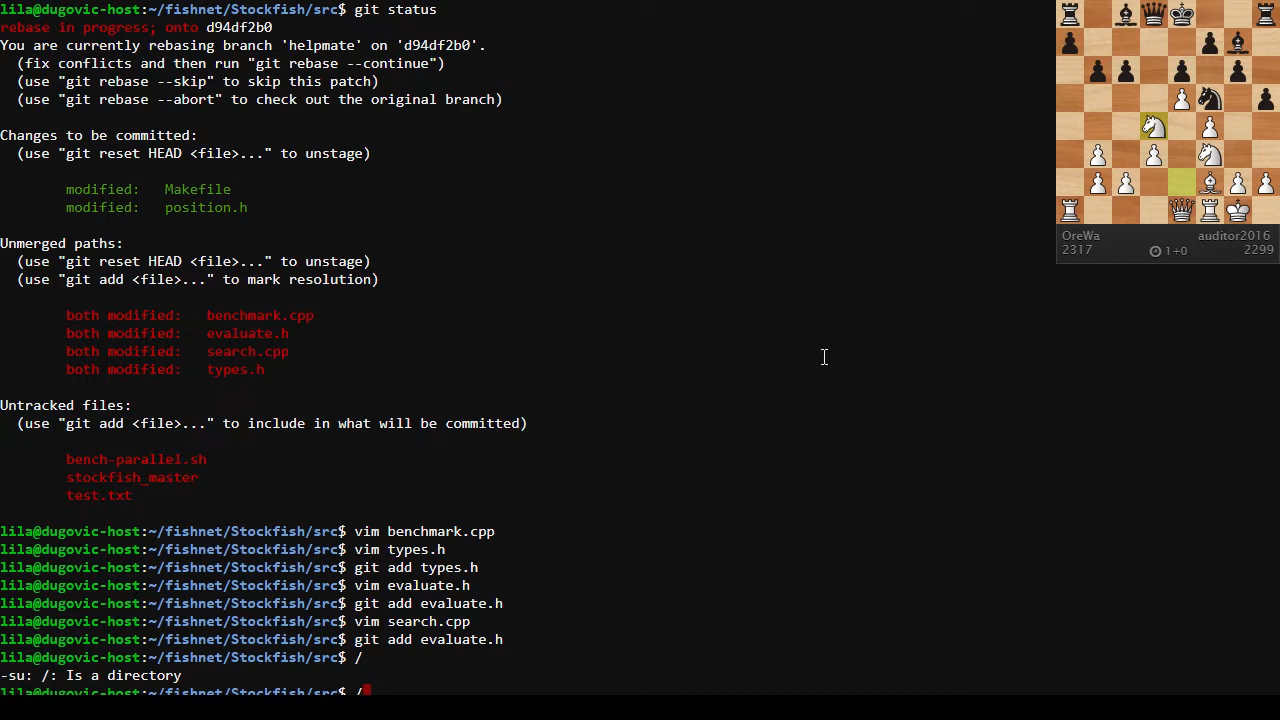 lila@dugovic-host:~/fishnet/Stockfish/src$ git status
rebase in progress; onto d94df2b0
You are currently rebasing branch 'helpmate' on 'd94df2b0'.
  (fix conflicts and then run "git rebase --continue")
  (use "git rebase --skip" to skip this patch)
  (use "git rebase --abort" to check out the original branch)
Changes to be committed:
  (use "git reset HEAD <file>..." to unstage)
        modified:   Makefile
        modified:   position.h
Unmerged paths:
  (use "git reset HEAD <file>..." to unstage)
  (use "git add <file>..." to mark resolution)
        both modified:   benchmark.cpp
        both modified:   evaluate.h
        both modified:   search.cpp
        both modified:   types.h
Untracked files:
  (use "git add <file>..." to include in what will be committed)
        bench-parallel.sh
        stockfish_master
        test.txt
lila@dugovic-host:~/fishnet/Stockfish/src$ vim benchmark.cpp
lila@dugovic-host:~/fishnet/Stockfish/src$ vim types.h
lila@dugovic-host:~/fishnet/Stockfish/src$ git add types.h
lila@dugovic-host:~/fishnet/Stockfish/src$ vim evaluate.h
lila@dugovic-host:~/fishnet/Stockfish/src$ git add evaluate.h
lila@dugovic-host:~/fishnet/Stockfish/src$ vim search.cpp
lila@dugovic-host:~/fishnet/Stockfish/src$ git add evaluate.h
lila@dugovic-host:~/fishnet/Stockfish/src$ /
-su: /: Is a directory
lila@dugovic-host:~/fishnet/Stockfish/src$ /
OreWa auditor2016
2317 1+0 2299